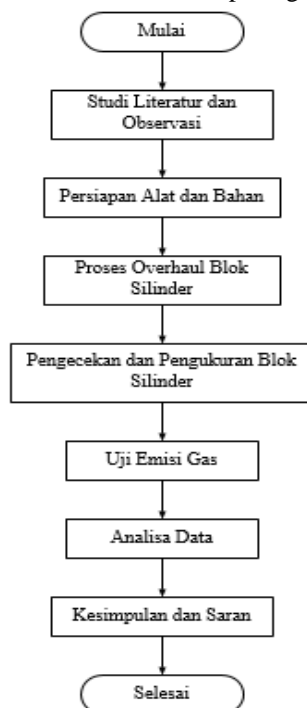 Mulai
Studi Literatur dan
Observasi
Persiapan Alat dan Bahan
Proses Overhaul Blok
Silinder
Pengecekan dan Pengukuran Blok
Silinder
Uji Emisi Gas
Analisa Data
Kesimpulan dan Saran
Selesai